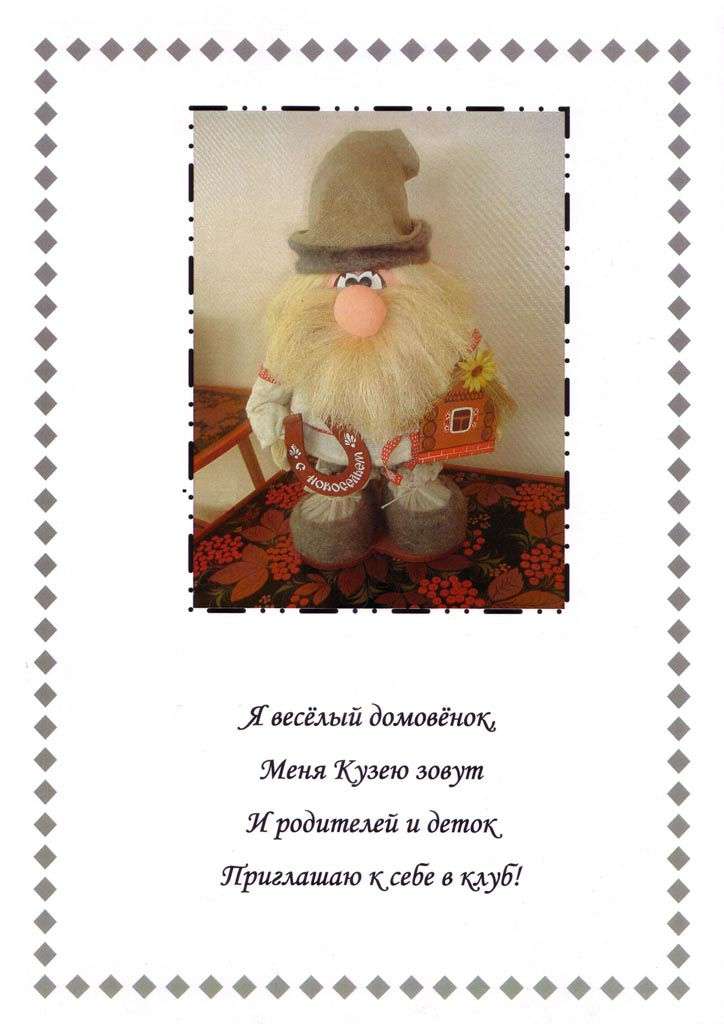 С новосельем
Я весёлый домовёнок,
Меня Кузею зовут
И родителей и деток
Приглашаю к себе в клуб!